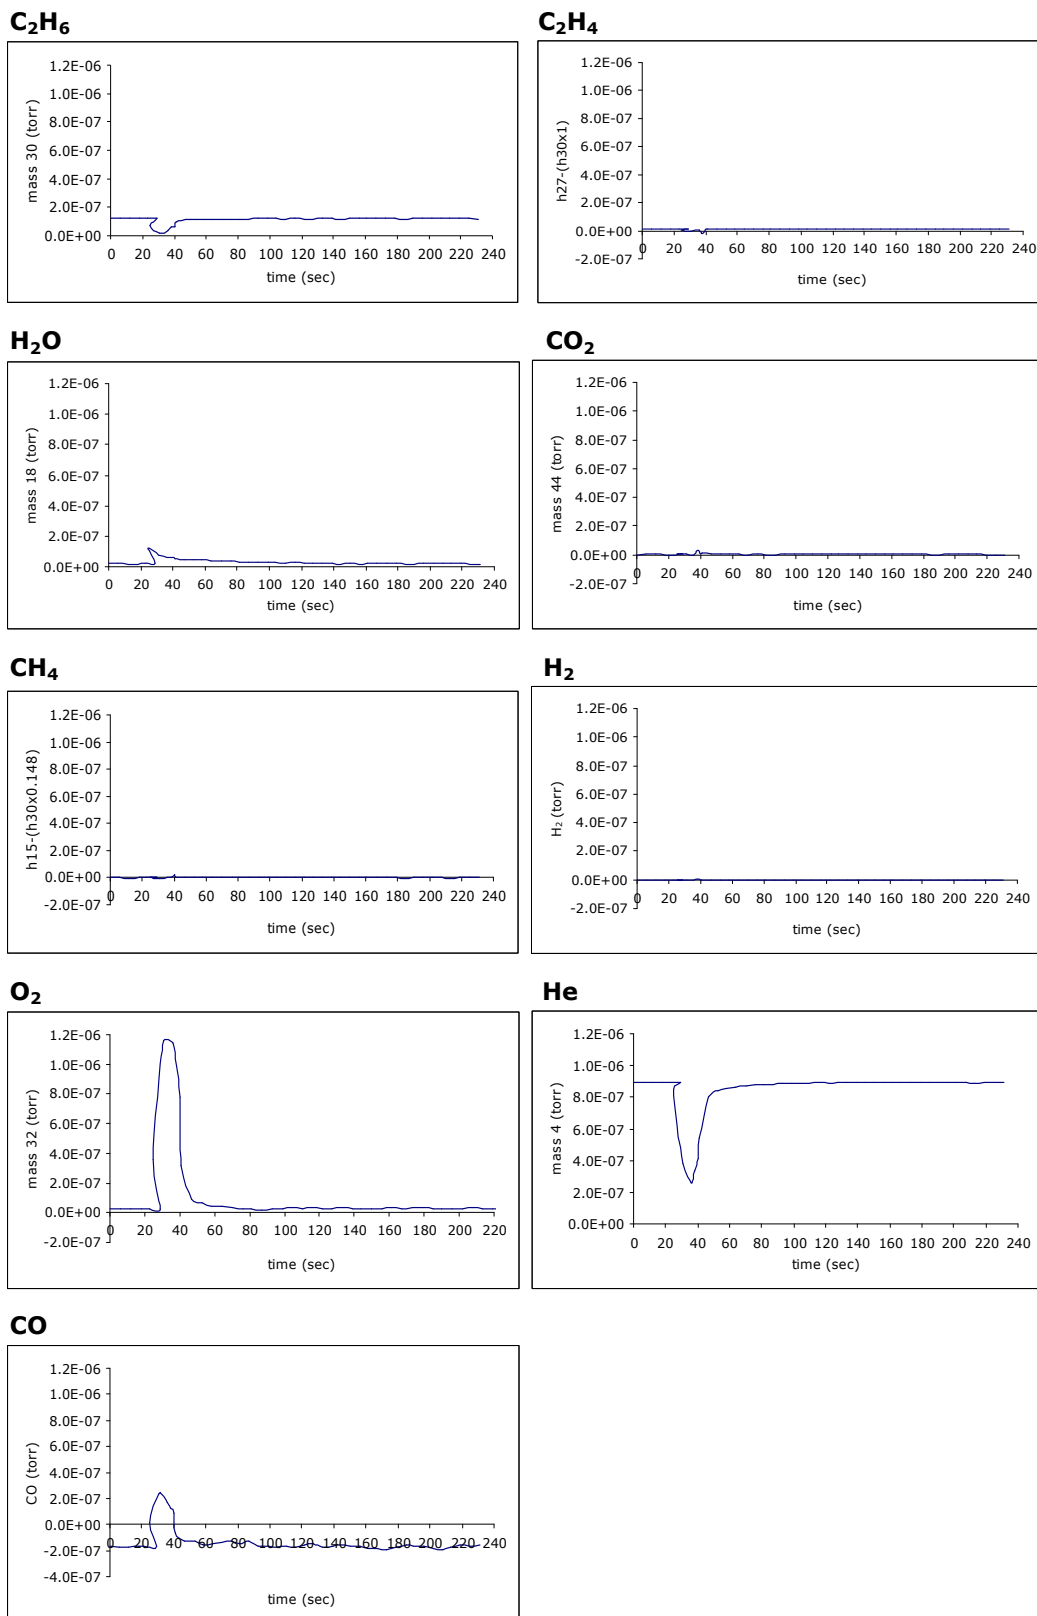 C₂H₆
1.2E-06
1.0E-06
8.0E-07
6.0E-07
4.0E-07
2.0E-07
0.0E+00
mass 30 (torr)
0 20 40 60 80 100 120 140 160 180 200 220 240
time (sec)
C₂H₄
1.2E-06
1.0E-06
8.0E-07
6.0E-07
4.0E-07
2.0E-07
0.0E+00
-2.0E-07
h27-(h30x1)
0 20 40 60 80 100 120 140 160 180 200 220 240
time (sec)
H₂O
1.2E-06
1.0E-06
8.0E-07
6.0E-07
4.0E-07
2.0E-07
0.0E+00
mass 18 (torr)
0 20 40 60 80 100 120 140 160 180 200 220 240
time (sec)
CO₂
1.2E-06
1.0E-06
8.0E-07
6.0E-07
4.0E-07
2.0E-07
0.0E+00
-2.0E-07
mass 44 (torr)
0 20 40 60 80 100 120 140 160 180 200 220 240
time (sec)
CH₄
1.2E-06
1.0E-06
8.0E-07
6.0E-07
4.0E-07
2.0E-07
0.0E+00
-2.0E-07
h15-(h30x0.148)
0 20 40 60 80 100 120 140 160 180 200 220 240
time (sec)
H₂
1.2E-06
1.0E-06
8.0E-07
6.0E-07
4.0E-07
2.0E-07
0.0E+00
-2.0E-07
H₂ (torr)
0 20 40 60 80 100 120 140 160 180 200 220 240
time (sec)
O₂
1.2E-06
1.0E-06
8.0E-07
6.0E-07
4.0E-07
2.0E-07
0.0E+00
-2.0E-07
mass 32 (torr)
0 20 40 60 80 100 120 140 160 180 200 220
time (sec)
He
1.2E-06
1.0E-06
8.0E-07
6.0E-07
4.0E-07
2.0E-07
0.0E+00
mass 4 (torr)
0 20 40 60 80 100 120 140 160 180 200 220 240
time (sec)
CO
1.2E-06
1.0E-06
8.0E-07
6.0E-07
4.0E-07
2.0E-07
0.0E+00
-2.0E-07
-4.0E-07
CO (torr)
0 20 40 60 80 100 120 140 160 180 200 220 240
time (sec)